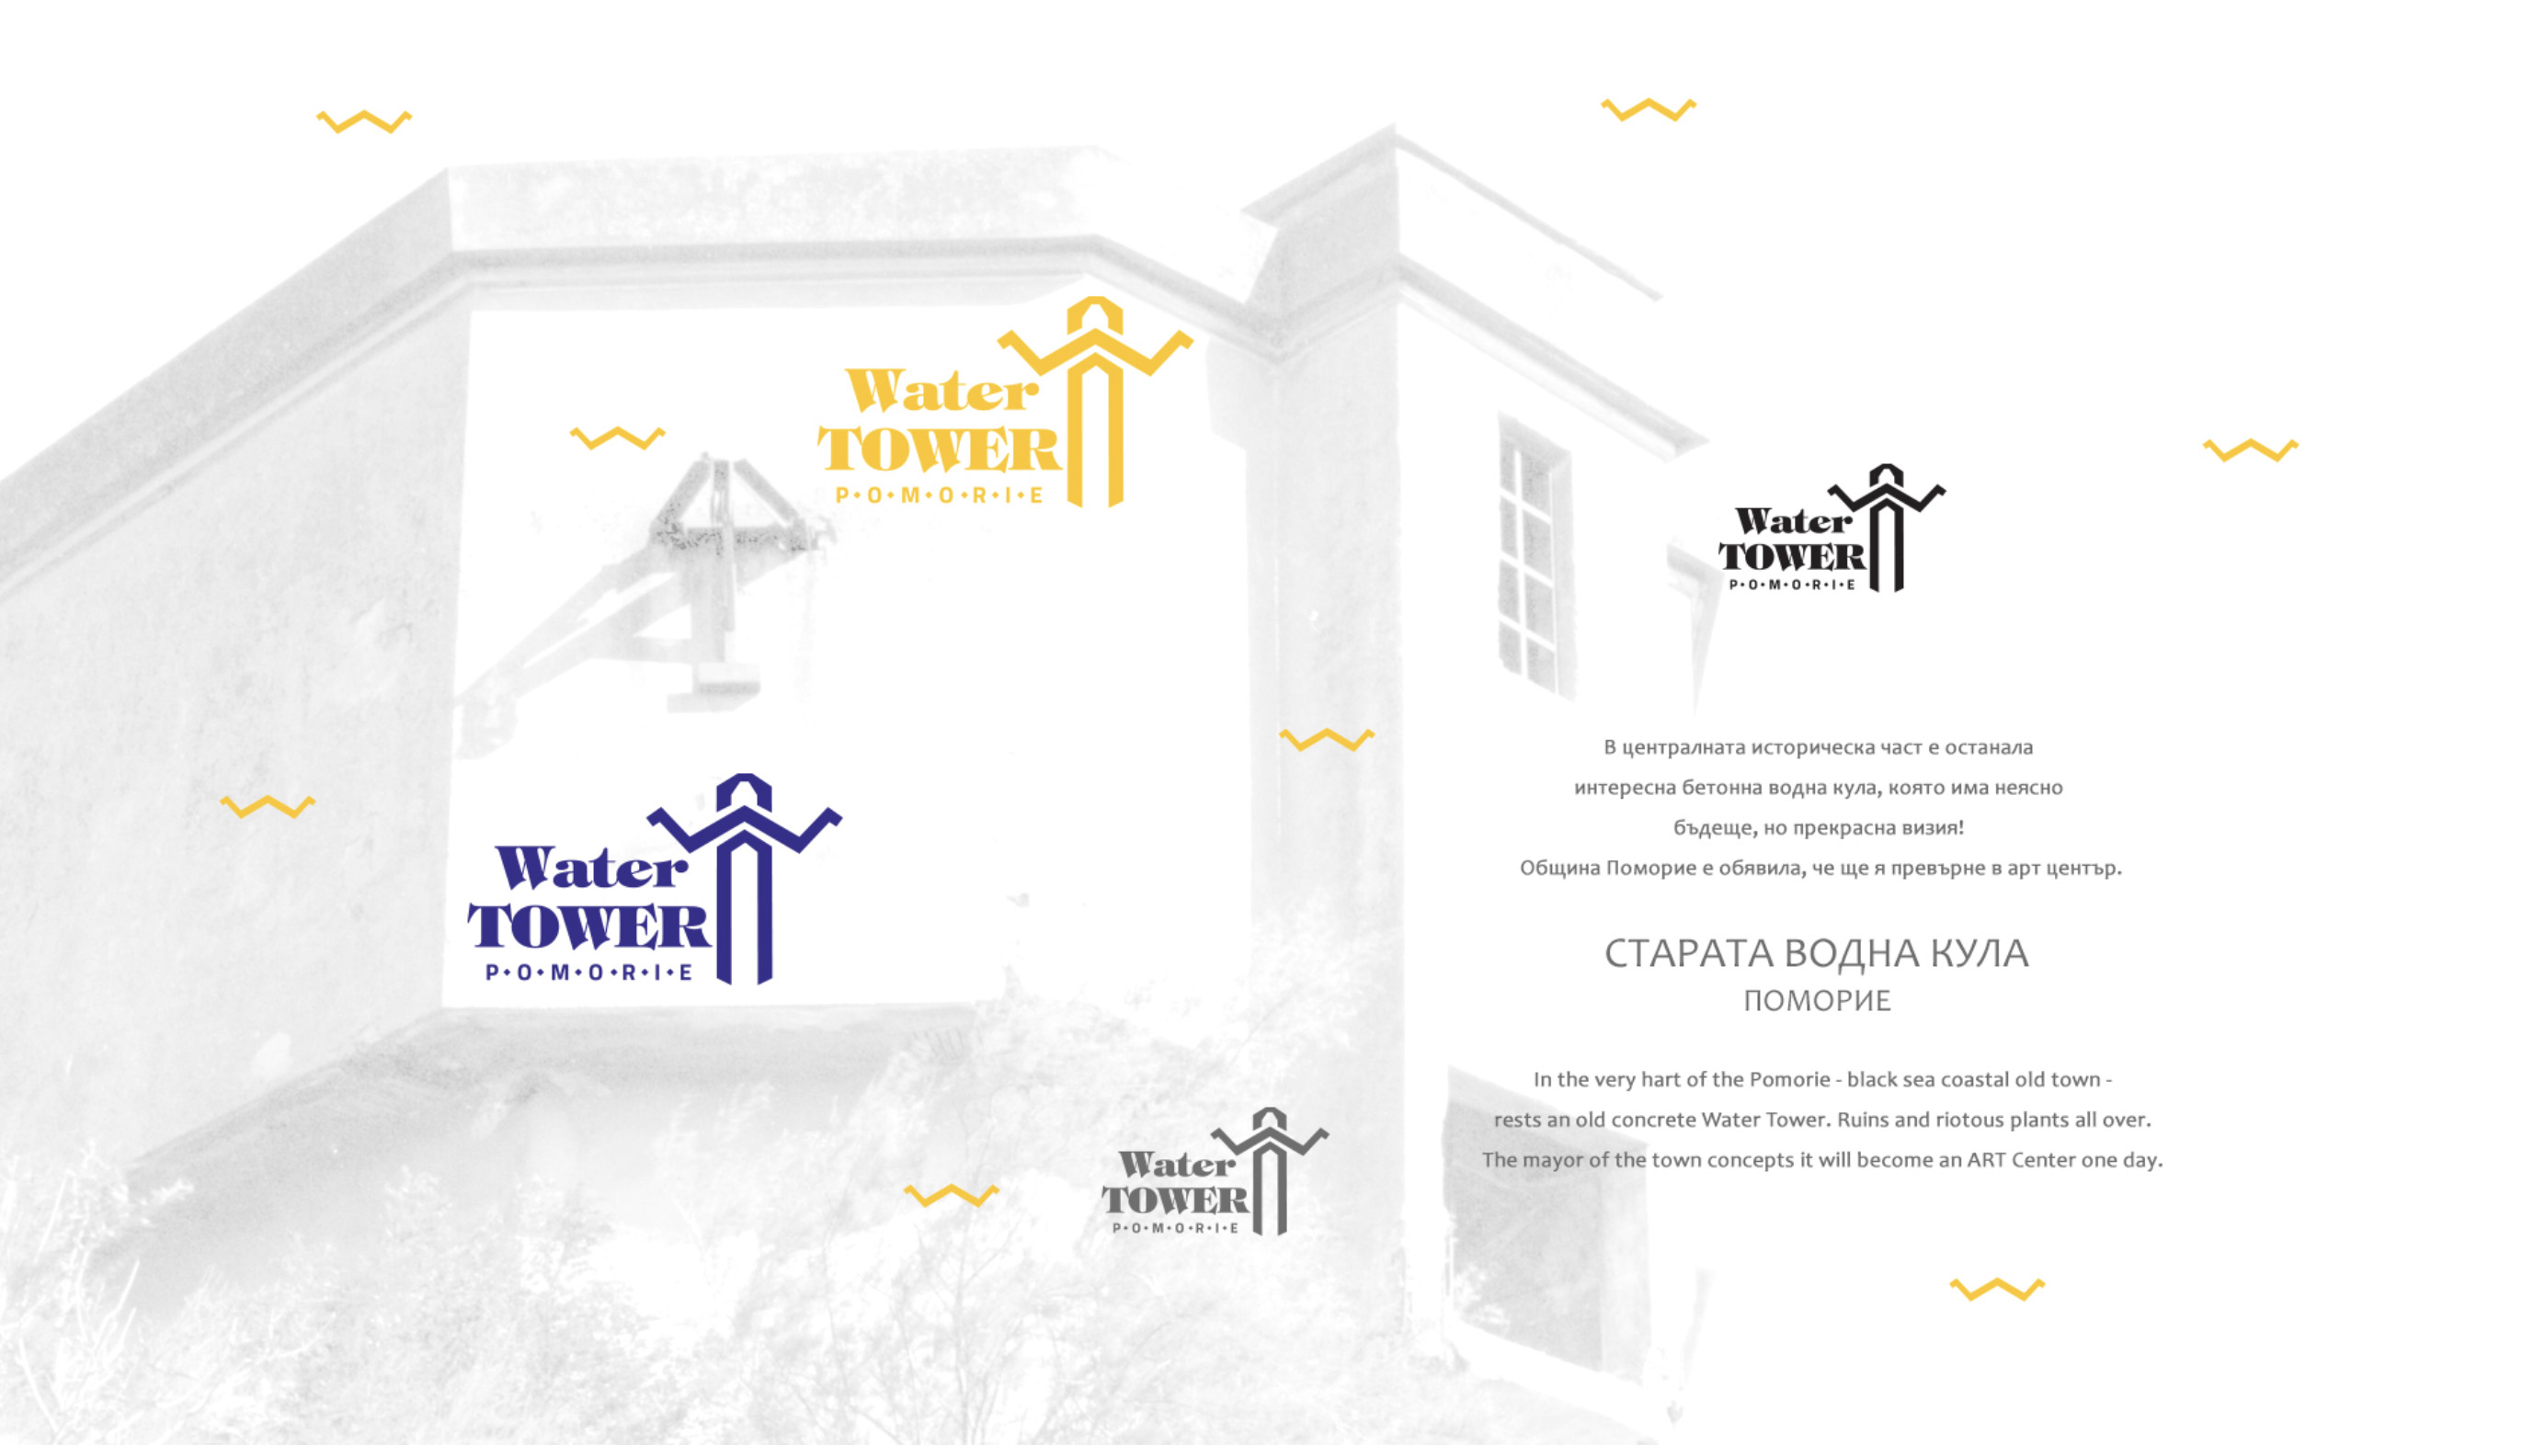 Water
TOWER
P•O•M•O•R•I•E
Water
TOWER
P•O•M•O•R•I•E
Water
TOWER
P•O•M•O•R•I•E
Water
TOWER
P•O•M•O•R•I•E
В централната историческа част е останала
интересна бетонна водна кула, която има неясно
бъдеще, но прекрасна визия!
Община Поморие е обявила, че ще я превърне в арт център.
СТАРАТА ВОДНА КУЛА
ПОМОРИЕ
In the very hart of the Pomorie - black sea coastal old town -
rests an old concrete Water Tower. Ruins and riotous plants all over.
The mayor of the town concepts it will become an ART Center one day.